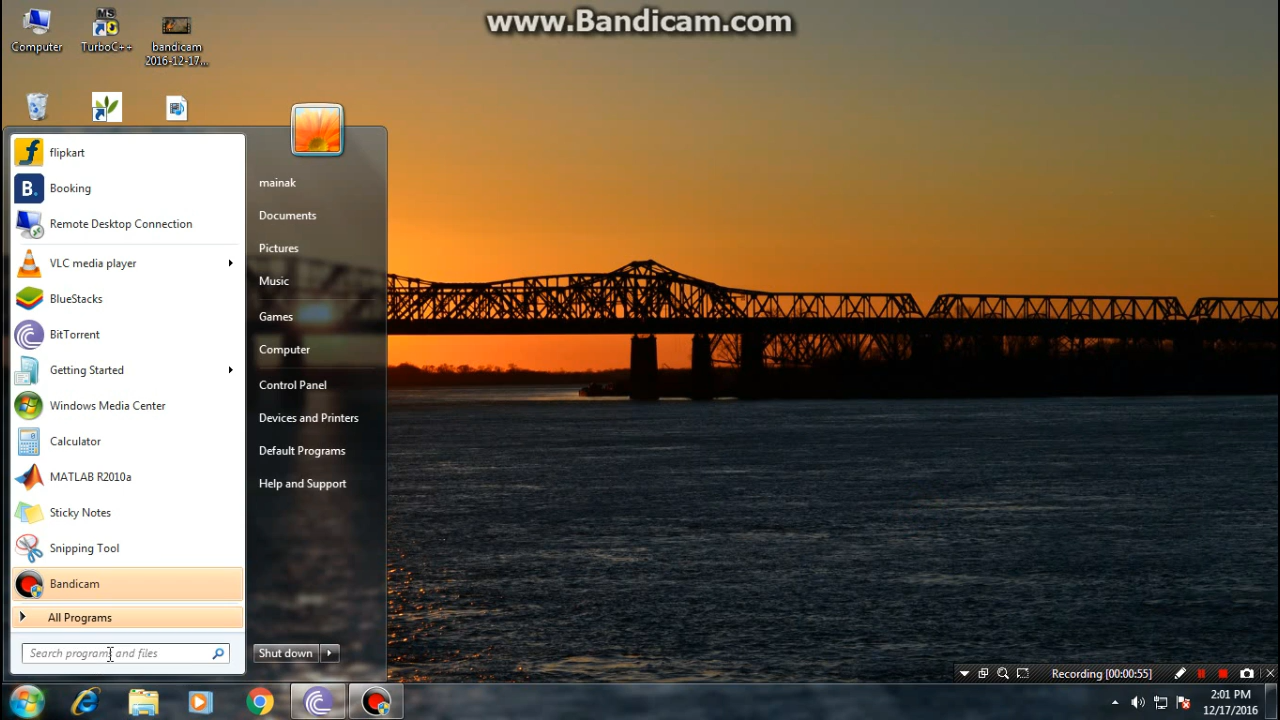 www.Bandicam.com
Computer
TurboC++
bandicam
2016-12-17...
flipkart
Booking
Remote Desktop Connection
VLC media player
BlueStacks
BitTorrent
Getting Started
Windows Media Center
Calculator
MATLAB R2010a
Sticky Notes
Snipping Tool
Bandicam
All Programs
Search programs and files
mainak
Documents
Pictures
Music
Games
Computer
Control Panel
Devices and Printers
Default Programs
Help and Support
Shut down
Recording [00:00:55]
2:01 PM
12/17/2016